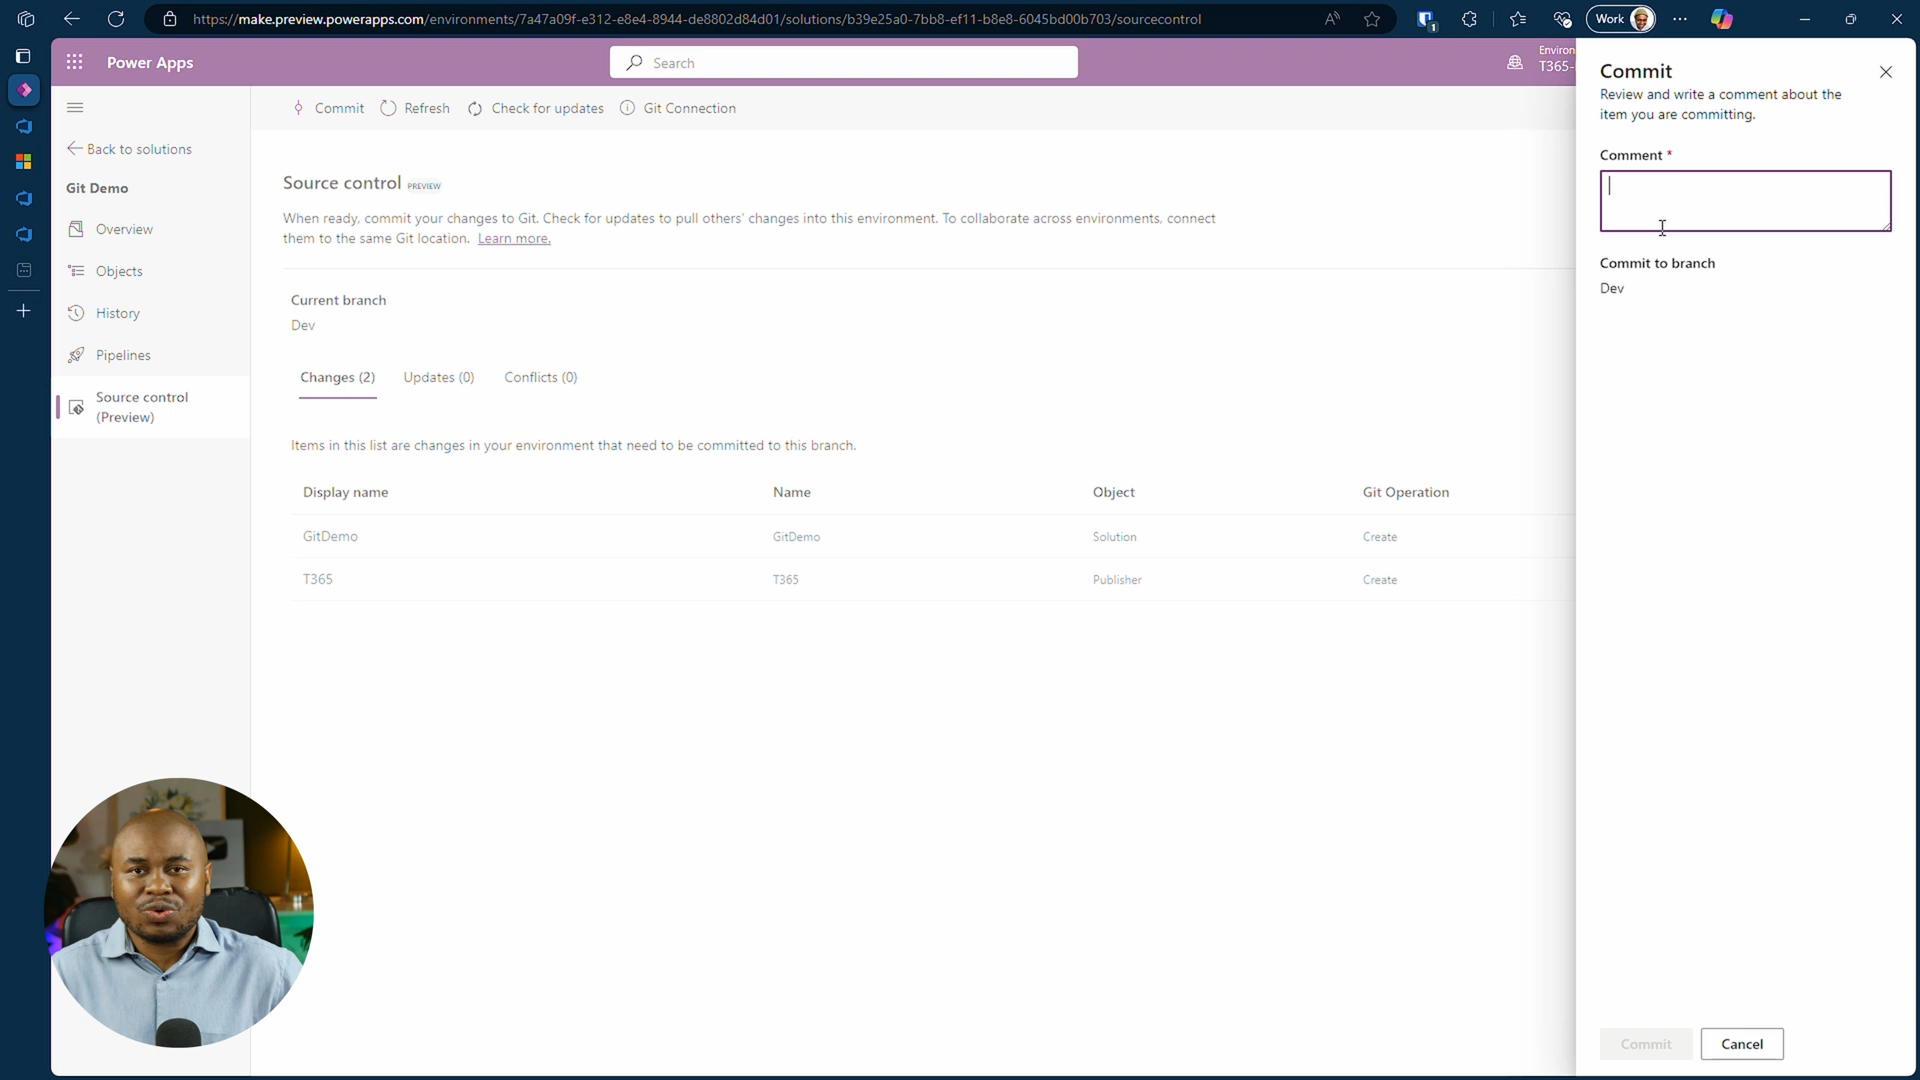 https://make.preview.powerapps.com/environments/7a47a09f-e312-e8e4-8944-de8802d84d01/solutions/b39e25a0-7bb8-ef11-b8e8-6045bd00b703/sourcecontrol
1
Work
Power Apps
Search
Environ
T365-
Commit
Refresh
Check for updates
Git Connection
Back to solutions
Git Demo
Overview
Objects
History
Pipelines
Source control
(Preview)
Source control PREVIEW
When ready, commit your changes to Git. Check for updates to pull others' changes into this environment. To collaborate across environments, connect
them to the same Git location. Learn more.
Current branch
Dev
Changes (2)
Updates (0)
Conflicts (0)
Items in this list are changes in your environment that need to be committed to this branch.
Display name
Name
Object
Git Operation
GitDemo
GitDemo
Solution
Create
T365
T365
Publisher
Create
Commit
Review and write a comment about the
item you are committing.
Comment *
Commit to branch
Dev
Commit
Cancel